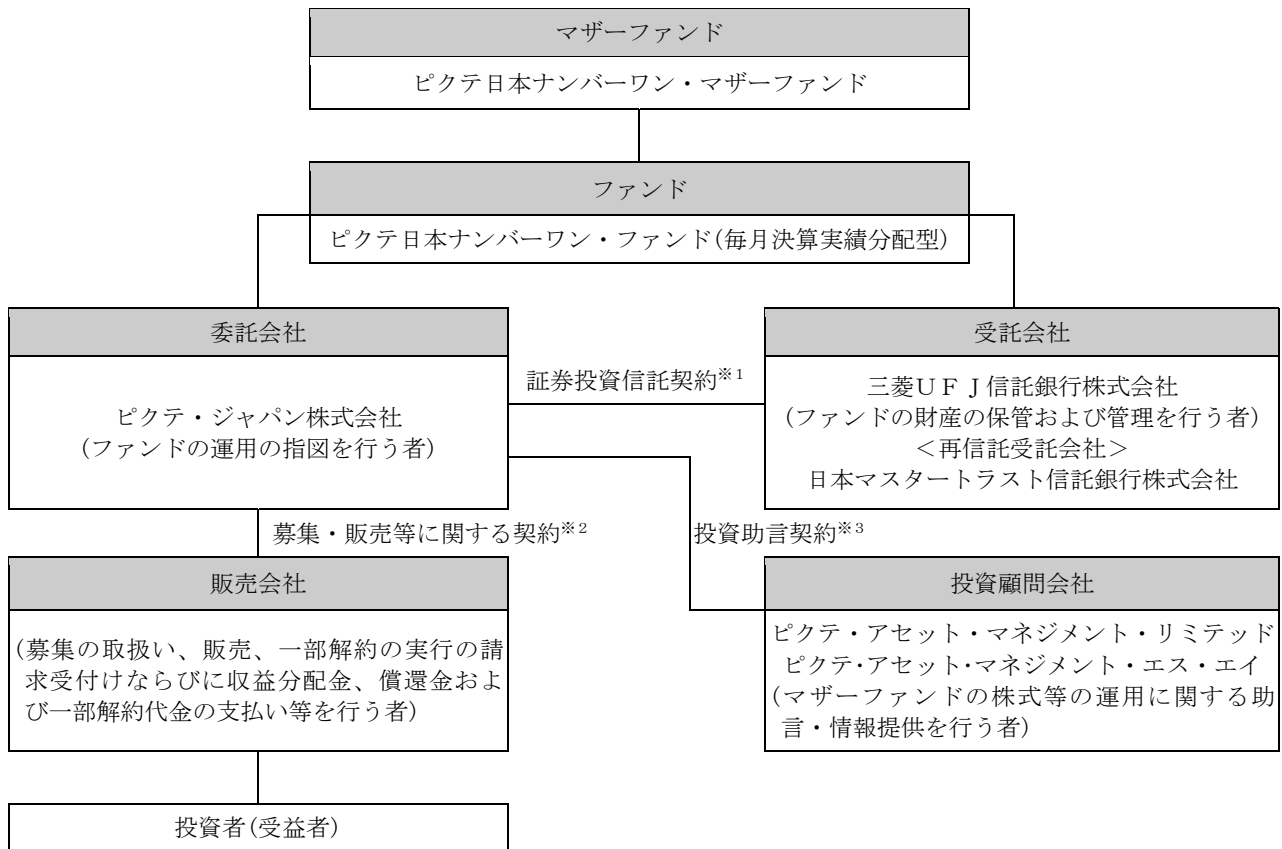 マザーファンド
ピクテ日本ナンバーワン・マザーファンド
ファンド
ピクテ日本ナンバーワン・ファンド(毎月決算実績分配型)
委託会社
ピクテ・ジャパン株式会社
(ファンドの運用の指図を行う者)
証券投資信託契約※1
受託会社
三菱ＵＦＪ信託銀行株式会社
(ファンドの財産の保管および管理を行う者)
＜再信託受託会社＞
日本マスタートラスト信託銀行株式会社
募集・販売等に関する契約※2
投資助言契約※3
販売会社
(募集の取扱い、販売、一部解約の実行の請
求受付けならびに収益分配金、償還金およ
び一部解約代金の支払い等を行う者)
投資顧問会社
ピクテ・アセット・マネジメント・リミテッド
ピクテ・アセット・マネジメント・エス・エイ
(マザーファンドの株式等の運用に関する助
言・情報提供を行う者)
投資者(受益者)